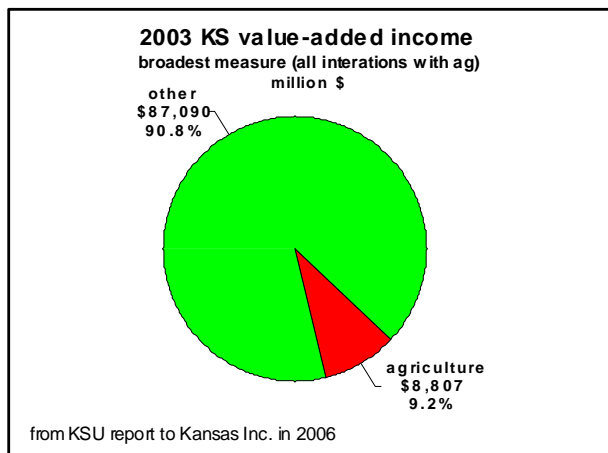 2003 KS value-added income
broadest measure (all interations with ag)
million $
other
$87,090
90.8%
agriculture
$8,807
9.2%
from KSU report to Kansas Inc. in 2006